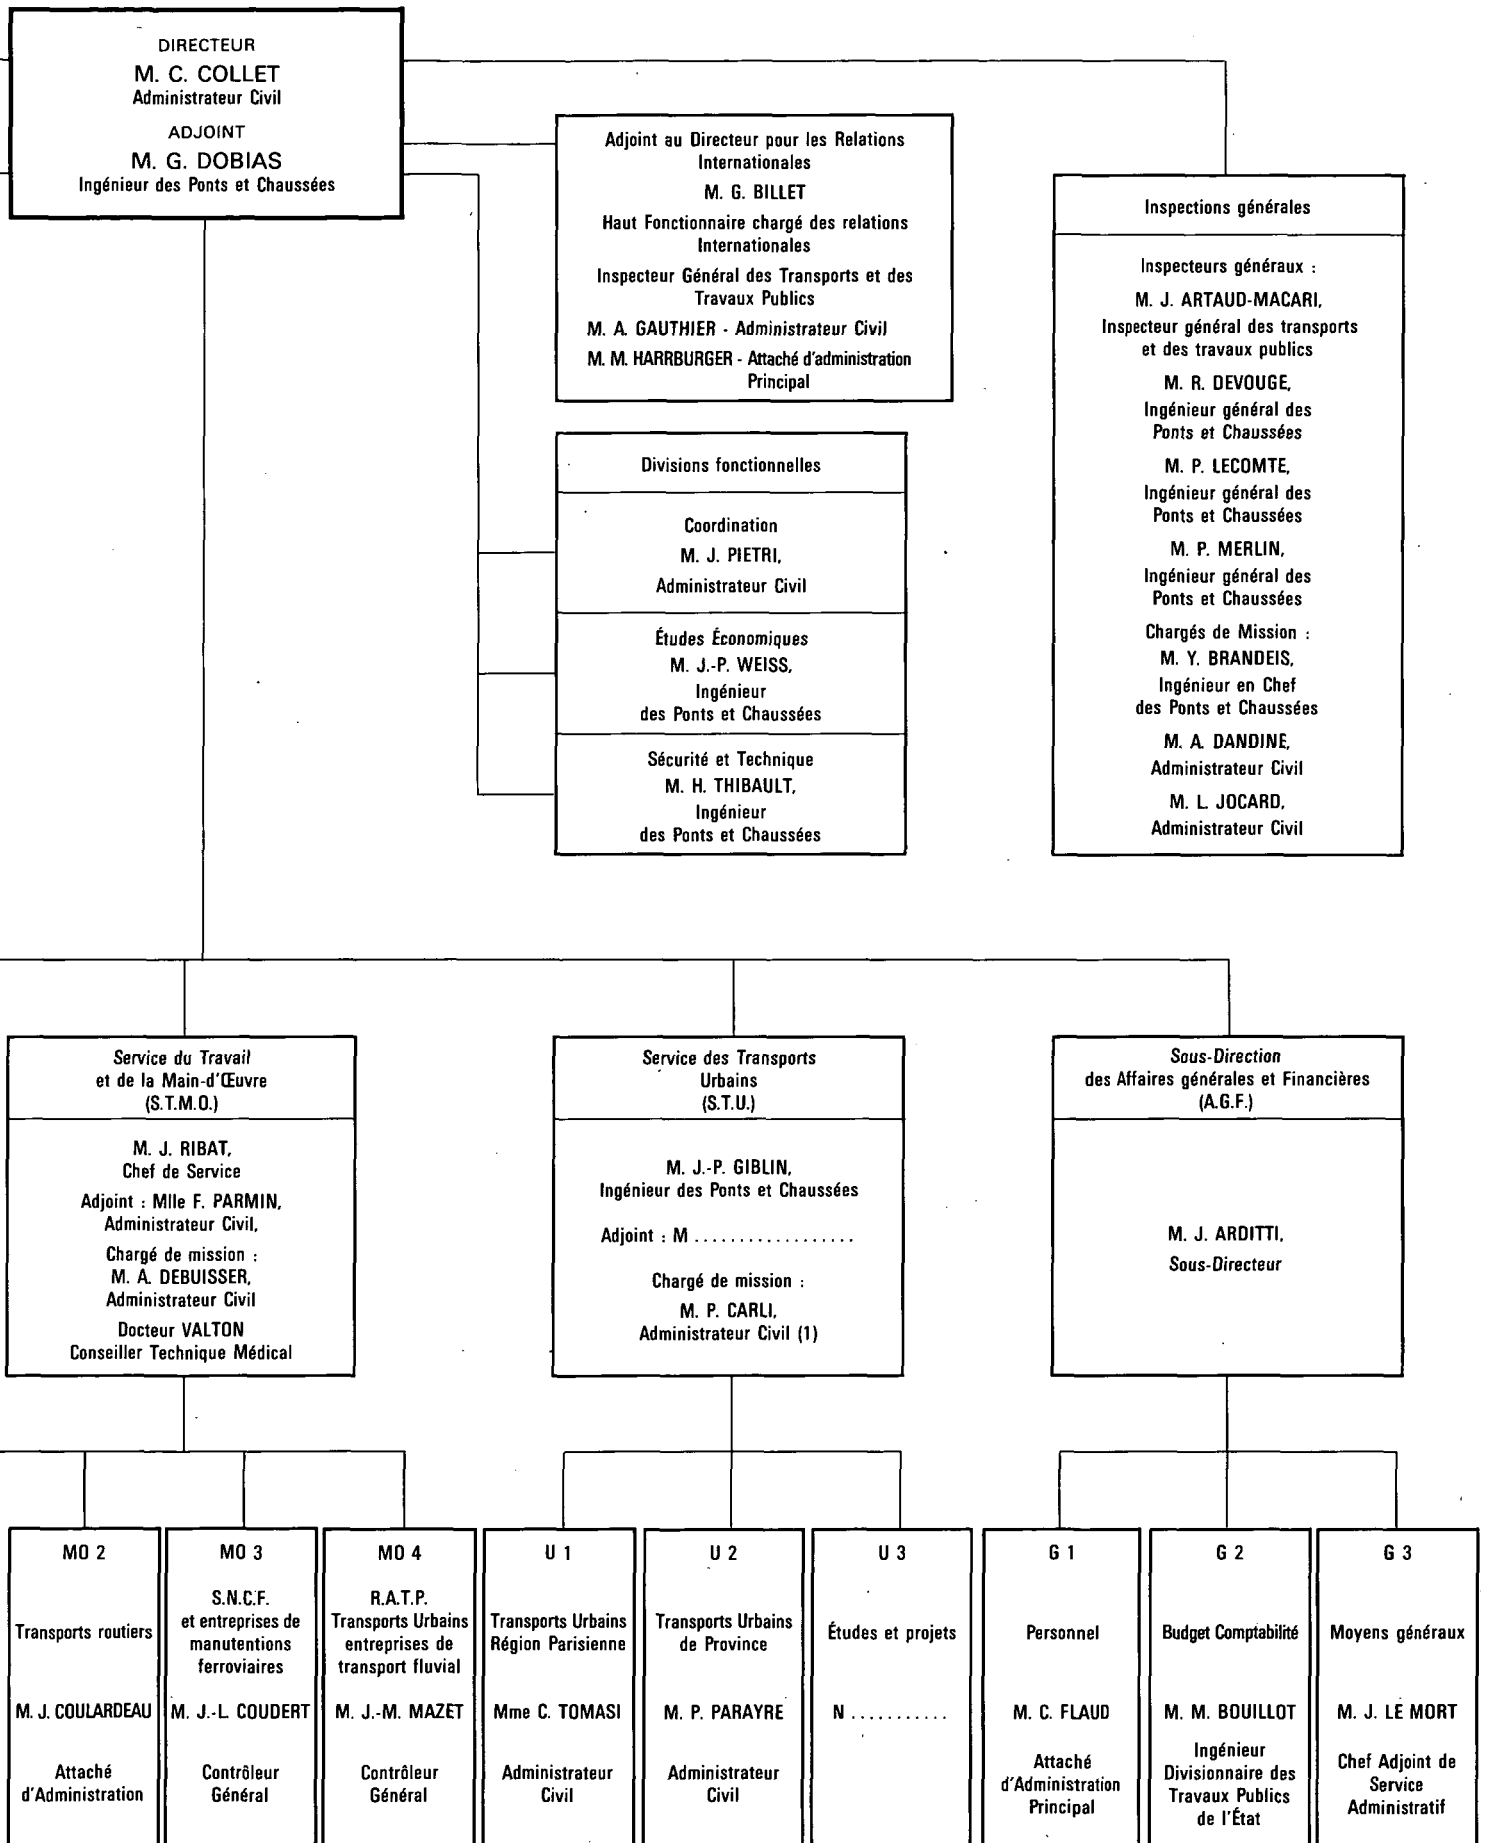 DIRECTEUR
M. C. COLLET
Administrateur Civil
ADJOINT
M. G. DOBIAS
Ingénieur des Ponts et Chaussées
Adjoint au Directeur pour les Relations
Internationales
M. G. BILLET
Haut Fonctionnaire chargé des relations
Internationales
Inspecteur Général des Transports et des
Travaux Publics
M. A. GAUTHIER - Administrateur Civil
M. M. HARRBURGER - Attaché d'administration
Principal
Inspections générales
Inspecteurs généraux :
M. J. ARTAUD-MACARI,
Inspecteur général des transports
et des travaux publics
M. R. DEVOUGE,
Ingénieur général des
Ponts et Chaussées
M. P. LECOMTE,
Ingénieur général des
Ponts et Chaussées
M. P. MERLIN,
Ingénieur général des
Ponts et Chaussées
Chargés de Mission :
M. Y. BRANDEIS,
Ingénieur en Chef
des Ponts et Chaussées
M. A. DANDINE,
Administrateur Civil
M. L. JOCARD,
Administrateur Civil
Divisions fonctionnelles
Coordination
M. J. PIETRI,
Administrateur Civil
Études Économiques
M. J.-P. WEISS,
Ingénieur
des Ponts et Chaussées
Sécurité et Technique
M. H. THIBAULT,
Ingénieur
des Ponts et Chaussées
Service du Travail
et de la Main-d'Œuvre
(S.T.M.O.)
M. J. RIBAT,
Chef de Service
Adjoint : Mlle F. PARMIN,
Administrateur Civil,
Chargé de mission :
M. A. DEBUISSER,
Administrateur Civil
Docteur VALTON
Conseiller Technique Médical
Service des Transports
Urbains
(S.T.U.)
M. J.-P. GIBLIN,
Ingénieur des Ponts et Chaussées
Adjoint : M ..................
Chargé de mission :
M. P. CARLI,
Administrateur Civil (1)
Sous-Direction
des Affaires générales et Financières
(A.G.F.)
M. J. ARDITTI,
Sous-Directeur
MO 2
Transports routiers
M. J. COULARDEAU
Attaché
d'Administration
MO 3
S.N.C.F.
et entreprises de
manutentions
ferroviaires
M. J.-L. COUDERT
Contrôleur
Général
MO 4
R.A.T.P.
Transports Urbains
entreprises de
transport fluvial
M. J.-M. MAZET
Contrôleur
Général
U 1
Transports Urbains
Région Parisienne
Mme C. TOMASI
Administrateur
Civil
U 2
Transports Urbains
de Province
M. P. PARAYRE
Administrateur
Civil
U 3
Études et projets
N ...........
G 1
Personnel
M. C. FLAUD
Attaché
d'Administration
Principal
G 2
Budget Comptabilité
M. M. BOUILLOT
Ingénieur
Divisionnaire des
Travaux Publics
de l'État
G 3
Moyens généraux
M. J. LE MORT
Chef Adjoint de
Service
Administratif